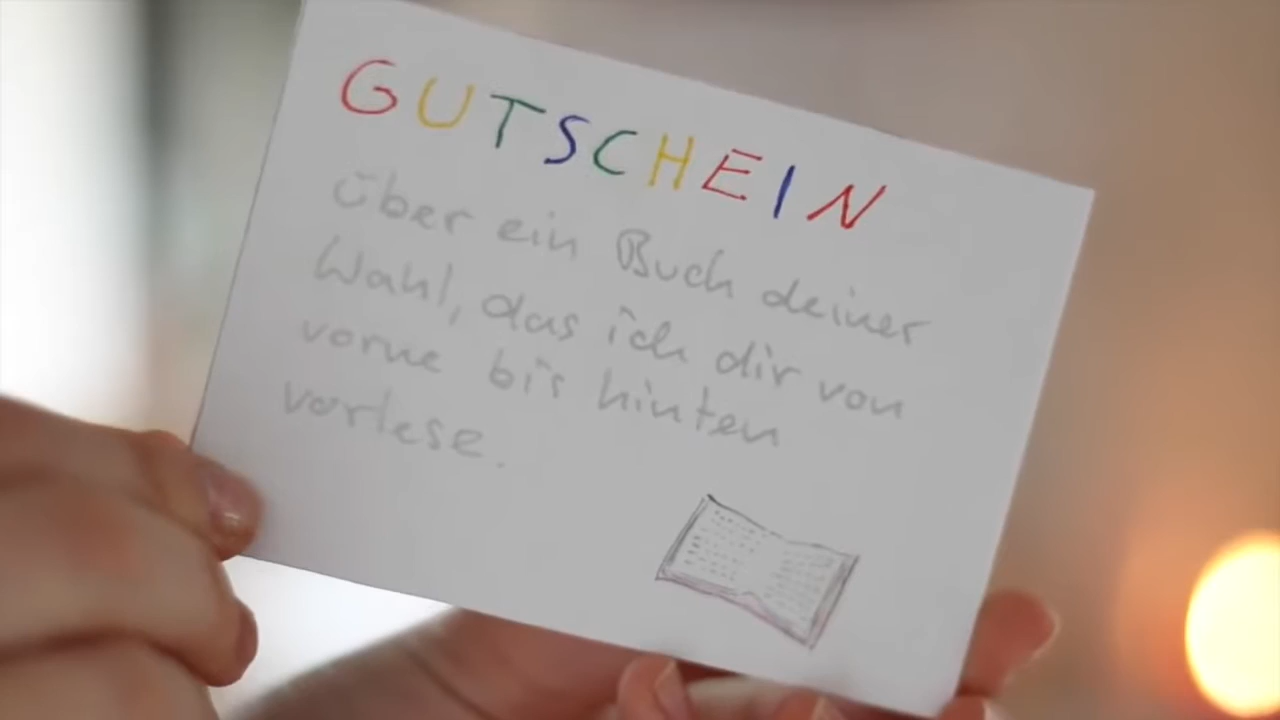 GUTSCHEIN
über ein Buch deiner
Wahl, das ich dir von
vorne bis hinten
vorlese.